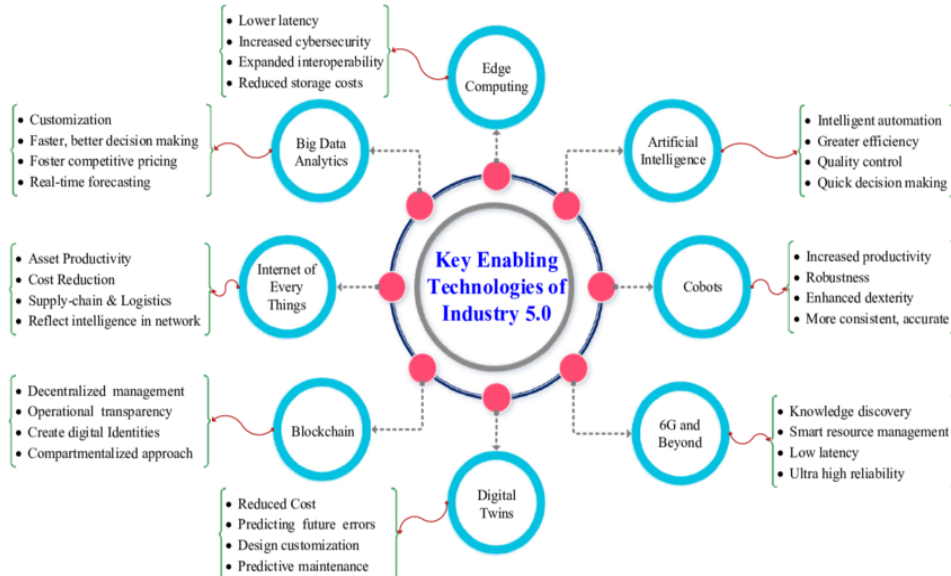 Key Enabling
Technologies of
Industry 5.0
Edge
Computing
• Lower latency
• Increased cybersecurity
• Expanded interoperability
• Reduced storage costs
Artificial
Intelligence
• Intelligent automation
• Greater efficiency
• Quality control
• Quick decision making
Cobots
• Increased productivity
• Robustness
• Enhanced dexterity
• More consistent, accurate
6G and
Beyond
• Knowledge discovery
• Smart resource management
• Low latency
• Ultra high reliability
Digital
Twins
• Reduced Cost
• Predicting future errors
• Design customization
• Predictive maintenance
Blockchain
• Decentralized management
• Operational transparency
• Create digital Identities
• Compartmentalized approach
Internet of
Every
Things
• Asset Productivity
• Cost Reduction
• Supply-chain & Logistics
• Reflect intelligence in network
Big Data
Analytics
• Customization
• Faster, better decision making
• Foster competitive pricing
• Real-time forecasting